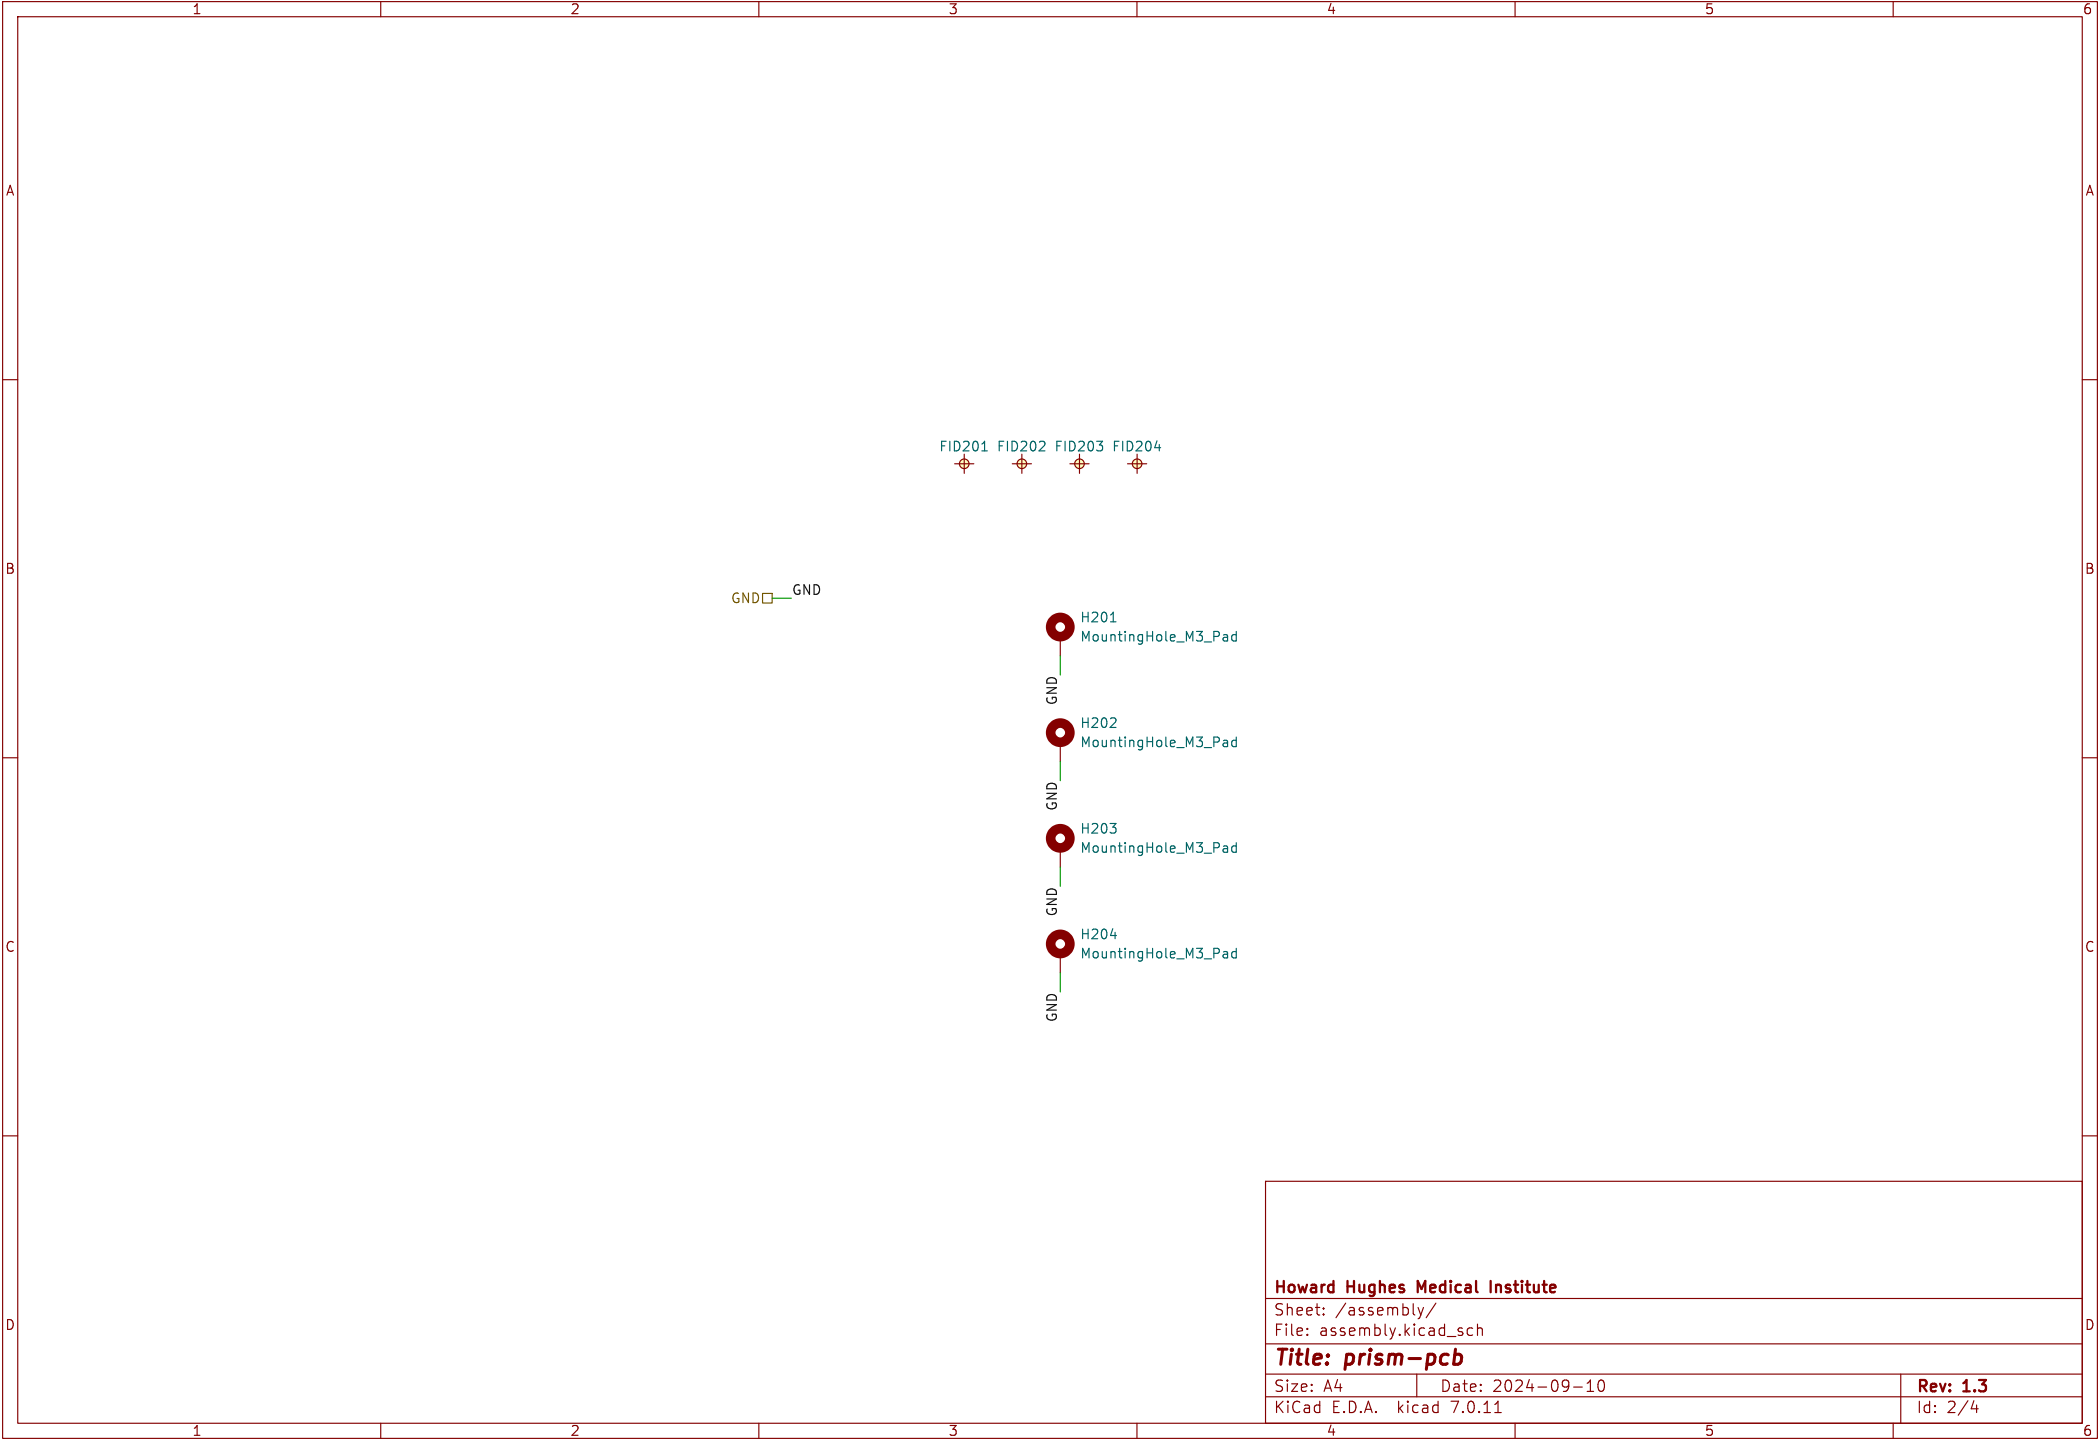 1 2 3 4 5 6
A A
FID201 FID202 FID203 FID204
B B
GND GND
H201
MountingHole_M3_Pad
GND
H202
MountingHole_M3_Pad
GND
H203
MountingHole_M3_Pad
GND
H204
MountingHole_M3_Pad
GND
C C
Howard Hughes Medical Institute
Sheet: /assembly/
File: assembly.kicad_sch
D D
Title: prism-pcb
Size: A4 Date: 2024-09-10 Rev: 1.3
KiCad E.D.A. kicad 7.0.11 Id: 2/4
1 2 3 4 5 6